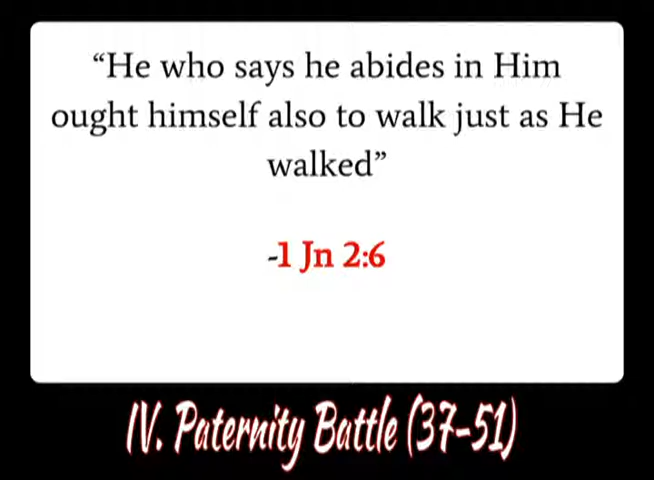 “He who says he abides in Him
ought himself also to walk just as He
walked”
-1 Jn 2:6
IV. Paternity Battle (37-51)